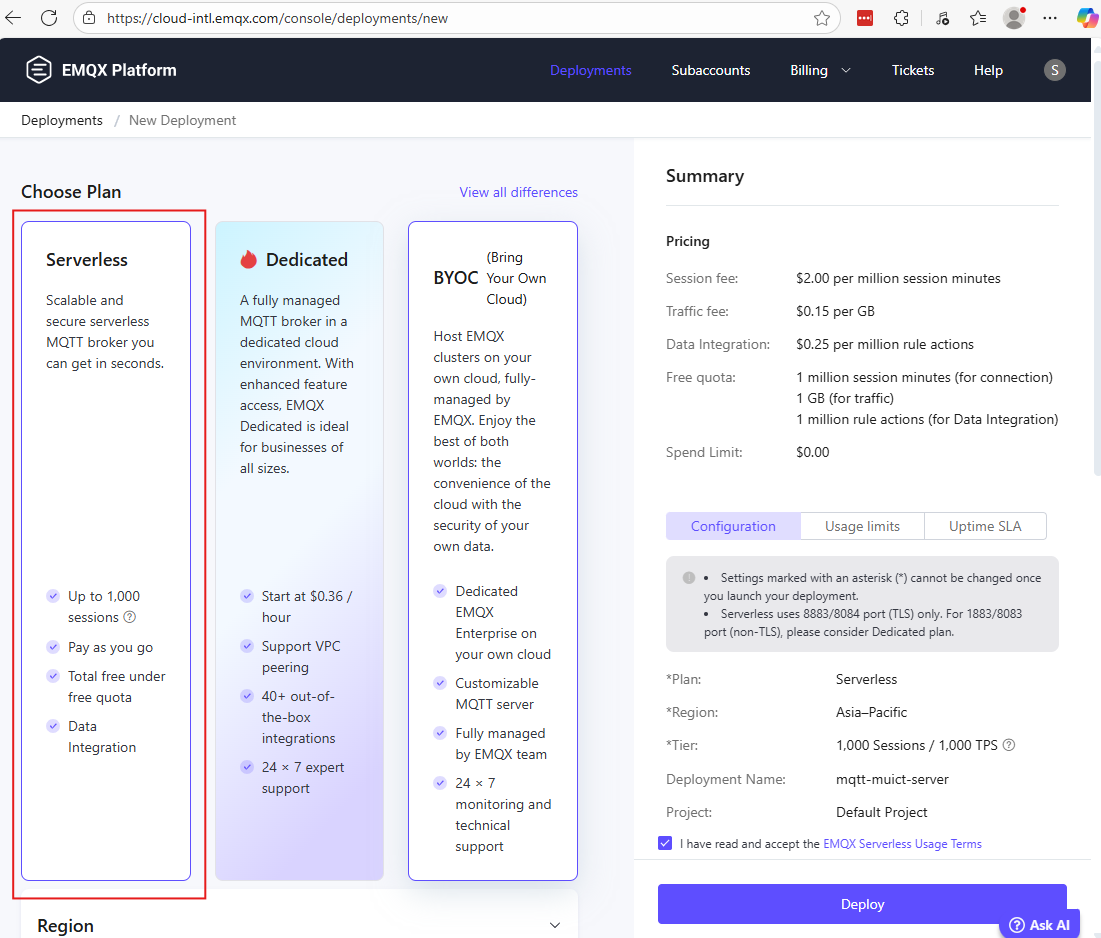 https://cloud-intl.emqx.com/console/deployments/new
EMQX Platform
Deployments
Subaccounts
Billing
Tickets
Help
S
Deployments / New Deployment
Choose Plan
View all differences
Serverless
Scalable and
secure serverless
MQTT broker you
can get in seconds.
Up to 1,000
sessions
Pay as you go
Total free under
free quota
Data
Integration
Dedicated
A fully managed
MQTT broker in a
dedicated cloud
environment. With
enhanced feature
access, EMQX
Dedicated is ideal
for businesses of
all sizes.
Start at $0.36 /
hour
Support VPC
peering
40+ out-of-
the-box
integrations
24 × 7 expert
support
BYOC
(Bring
Your Own
Cloud)
Host EMQX
clusters on your
own cloud, fully-
managed by
EMQX. Enjoy the
best of both
worlds: the
convenience of the
cloud with the
security of your
own data.
Dedicated
EMQX
Enterprise on
your own cloud
Customizable
MQTT server
Fully managed
by EMQX team
24 × 7
monitoring and
technical
support
Region
Summary
Pricing
Session fee: $2.00 per million session minutes
Traffic fee: $0.15 per GB
Data Integration: $0.25 per million rule actions
Free quota: 1 million session minutes (for connection)
1 GB (for traffic)
1 million rule actions (for Data Integration)
Spend Limit: $0.00
Configuration
Usage limits
Uptime SLA
• Settings marked with an asterisk (*) cannot be changed once
you launch your deployment.
• Serverless uses 8883/8084 port (TLS) only. For 1883/8083
port (non-TLS), please consider Dedicated plan.
*Plan: Serverless
*Region: Asia–Pacific
*Tier: 1,000 Sessions / 1,000 TPS
Deployment Name: mqtt-muict-server
Project: Default Project
I have read and accept the EMQX Serverless Usage Terms
Deploy
Ask AI